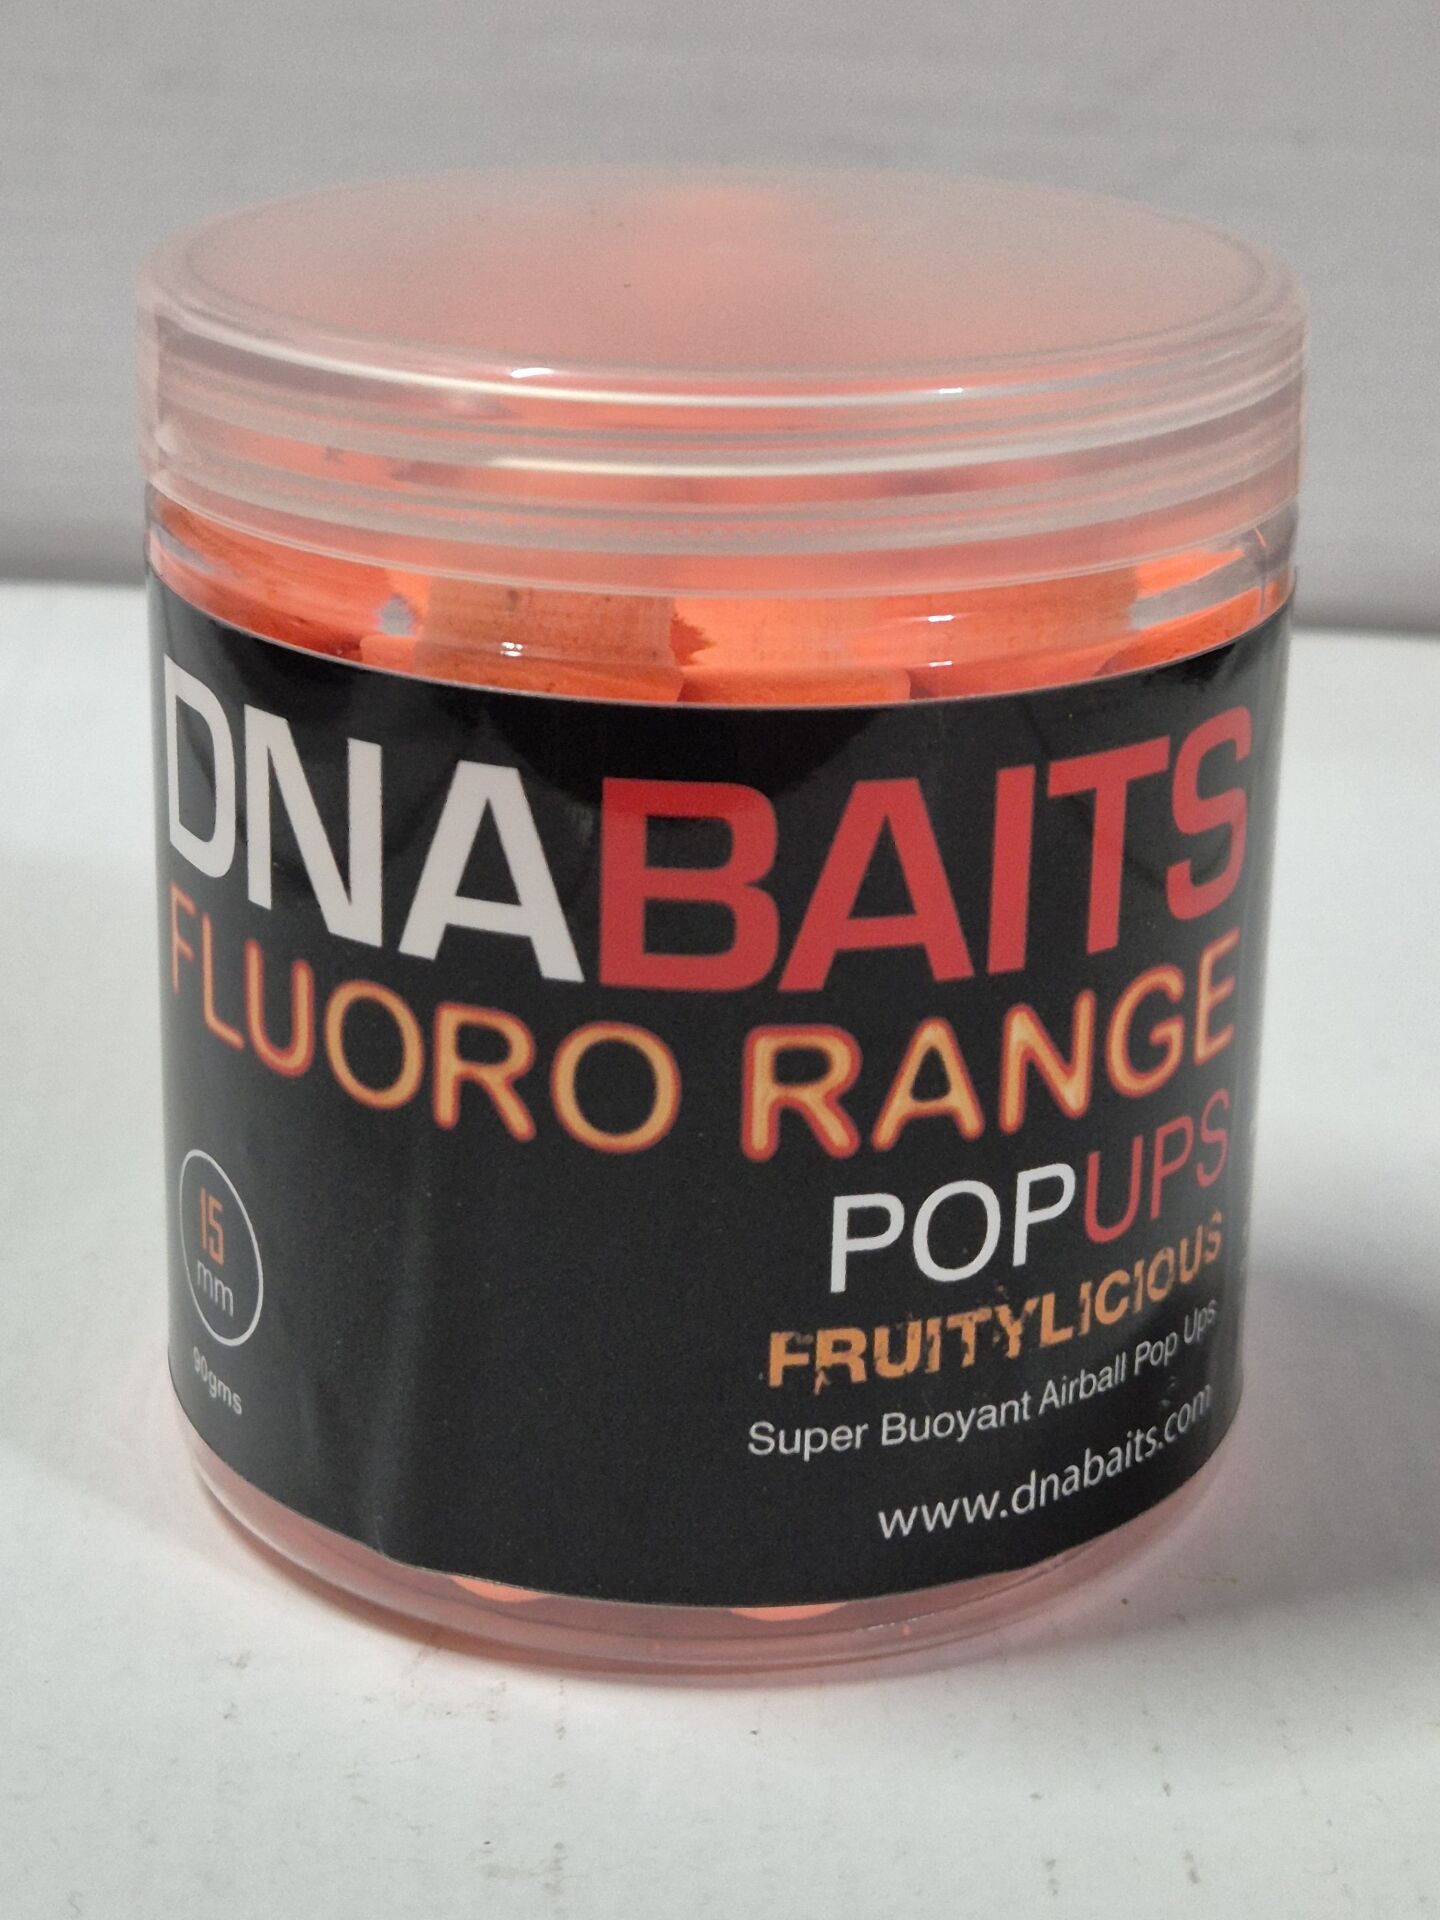 DNABAITS
FLUORO RANGE
POPUPS
FRUITYLICIOUS
Super Buoyant Airball Pop Ups
www.dnabaits.com
15
mm
90gms